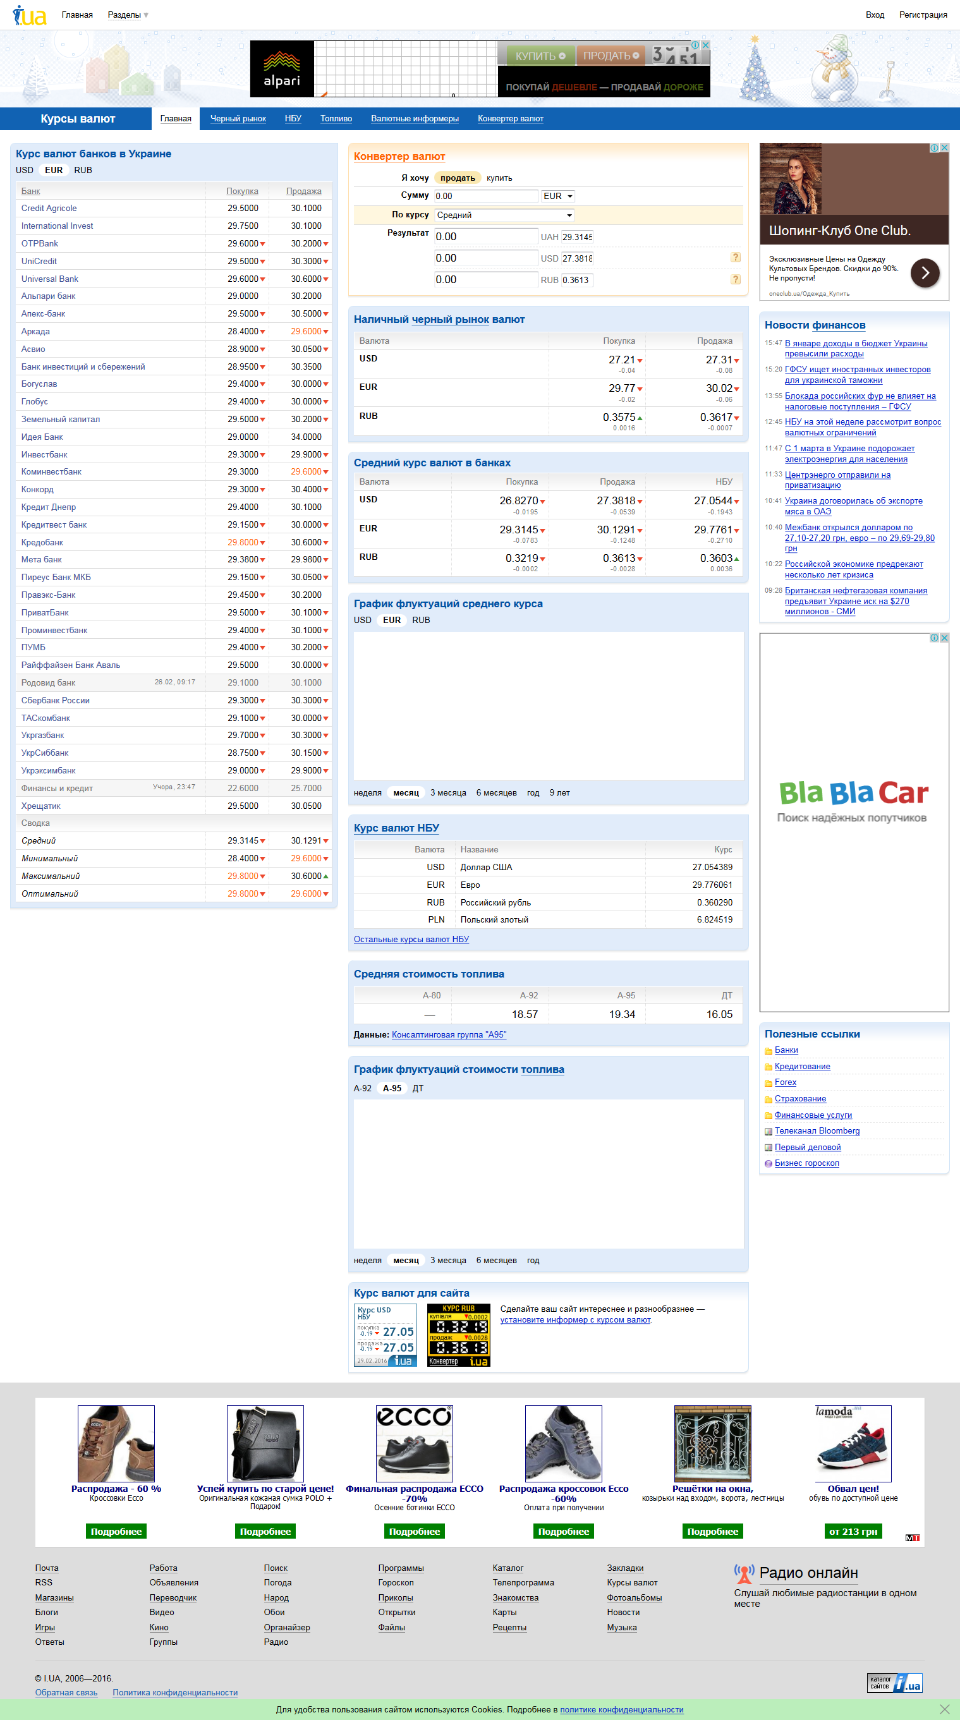 i.ua Главная Разделы Вход Регистрация
alpari КУПИТЬ ПРОДАТЬ
ПОКУПАЙ ДЕШЕВЛЕ — ПРОДАВАЙ ДОРОЖЕ
Курсы валют Главная Черный рынок НБУ Топливо Валютные информеры Конвертер валют
Курс валют банков в Украине
USD EUR RUB
Банк Покупка Продажа
Credit Agricole 29.5000 30.1000
International Invest 29.7500 30.1000
OTPBank 29.6000 30.2000
UniCredit 29.5000 30.3000
Universal Bank 29.6000 30.6000
Альпари банк 29.0000 30.2000
Апекс-банк 29.5000 30.5000
Аркада 28.4000 29.6000
Асвио 28.9000 30.0500
Банк инвестиций и сбережений 28.9500 30.3500
Богуслав 29.4000 30.0000
Глобус 29.4000 30.0000
Земельный капитал 29.5000 30.2000
Идея Банк 29.0000 34.0000
Инвестбанк 29.3000 29.9000
Коминвестбанк 29.3000 29.6000
Конкорд 29.3000 30.4000
Кредит Днепр 29.4000 30.1000
Кредитвест банк 29.1500 30.0000
Кредобанк 29.8000 30.6000
Мета банк 29.3800 29.9800
Пиреус Банк МКБ 29.1500 30.0500
Правэкс-Банк 29.4500 30.2000
ПриватБанк 29.5000 30.1000
Проминвестбанк 29.4000 30.1000
ПУМБ 29.4000 30.2000
Райффайзен Банк Аваль 29.5000 30.0000
Родовид банк 26.02, 09:17 29.1000 30.1000
Сбербанк России 29.3000 30.3000
ТАСкомбанк 29.1000 30.0000
Укргазбанк 29.7000 30.3000
УкрСиббанк 28.7500 30.1500
Укрэксимбанк 29.0000 29.9000
Финансы и кредит Учора, 23:47 22.6000 25.7000
Хрещатик 29.5000 30.0500
Сводка
Средний 29.3145 30.1291
Минимальный 28.4000 29.6000
Максимальный 29.8000 30.6000
Оптимальний 29.8000 29.6000
Конвертер валют
Я хочу продать купить
Сумму 0.00 EUR
По курсу Средний
Результат 0.00 UAH 29.3145
0.00 USD 27.3818 ?
0.00 RUB 0.3613 ?
Наличный черный рынок валют
Валюта Покупка Продажа
USD 27.21 27.31
-0.04 -0.08
EUR 29.77 30.02
-0.02 -0.06
RUB 0.3575 0.3617
0.0016 -0.0007
Средний курс валют в банках
Валюта Покупка Продажа НБУ
USD 26.8270 27.3818 27.0544
-0.0195 -0.0539 -0.1943
EUR 29.3145 30.1291 29.7761
-0.0783 -0.1248 -0.2710
RUB 0.3219 0.3613 0.3603
-0.0002 -0.0028 0.0036
График флуктуаций среднего курса
USD EUR RUB
неделя месяц 3 месяца 6 месяцев год 9 лет
Курс валют НБУ
Валюта Название Курс
USD Доллар США 27.054389
EUR Евро 29.776061
RUB Российский рубль 0.360290
PLN Польский злотый 6.824519
Остальные курсы валют НБУ
Средняя стоимость топлива
А-80 А-92 А-95 ДТ
— 18.57 19.34 16.05
Данные: Консалтинговая группа "А95"
График флуктуаций стоимости топлива
А-92 А-95 ДТ
неделя месяц 3 месяца 6 месяцев год
Курс валют для сайта
Курс USD
НБУ
покупка
-0.19 27.05
продажа
-0.19 27.05
29.02.2016 i.ua
КУРС RUB
купівля 0.0002
0.3219
продаж 0.0028
0.3613
Конвертер i.ua
Сделайте ваш сайт интереснее и разнообразнее —
установите информер с курсом валют.
Шопинг-Клуб One Club.
Эксклюзивные Цены на Одежду
Культовых Брендов. Скидки до 90%.
Не пропусти!
oneclub.ua/Одежда_Купить
Новости финансов
15:47 В январе доходы в бюджет Украины
превысили расходы
15:20 ГФСУ ищет иностранных инвесторов
для украинской таможни
13:55 Блокада российских фур не влияет на
налоговые поступления – ГФСУ
12:45 НБУ на этой неделе рассмотрит вопрос
валютных ограничений
11:47 С 1 марта в Украине подорожает
электроэнергия для населения
11:33 Центрэнерго отправили на
приватизацию
10:41 Украина договорилась об экспорте
мяса в ОАЭ
10:40 Межбанк открылся долларом по
27,10-27,20 грн, евро – по 29,69-29,80
грн
10:22 Российской экономике предрекают
несколько лет кризиса
09:26 Британская нефтегазовая компания
предъявит Украине иск на $270
миллионов - СМИ
Bla Bla Car
Поиск надёжных попутчиков
Полезные ссылки
Банки
Кредитование
Forex
Страхование
Финансовые услуги
Телеканал Bloomberg
Первый деловой
Бизнес гороскоп
ecco
lamoda
Распродажа - 60 %
Кроссовки Ecco
Подробнее
Успей купить по старой цене!
Оригинальная кожаная сумка POLO +
Подарок!
Подробнее
Финальная распродажа ECCO
-70%
Осенние ботинки ECCO
Подробнее
Распродажа кроссовок Ecco
-60%
Оплата при получении
Подробнее
Решётки на окна,
козырьки над входом, ворота, лестницы
Подробнее
Обвал цен!
обувь по доступной цене
от 213 грн
МТ
Почта Работа Поиск Программы Каталог Закладки
RSS Объявления Погода Гороскоп Телепрограмма Курсы валют
Магазины Переводчик Народ Приколы Знакомства Фотоальбомы
Блоги Видео Обои Открытки Карты Новости
Игры Кино Органайзер Файлы Рецепты Музыка
Ответы Группы Радио
Радио онлайн
Слушай любимые радиостанции в одном
месте
© I.UA, 2006—2016.
Обратная связь Политика конфиденциальности
каталог
сайтов i.ua
Для удобства пользования сайтом используются Cookies. Подробнее в политике конфиденциальности